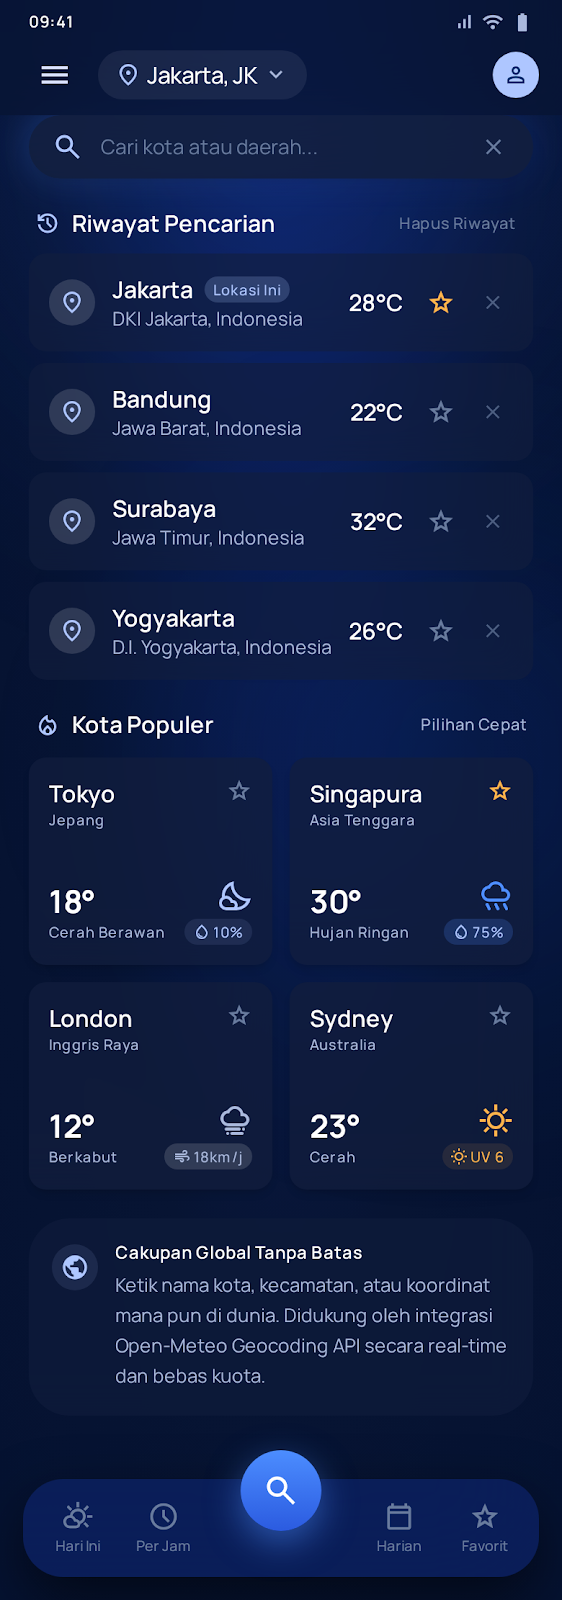 09:41
Jakarta, JK
Cari kota atau daerah...
Riwayat Pencarian
Hapus Riwayat
Jakarta
Lokasi Ini
DKI Jakarta, Indonesia
28°C
Bandung
Jawa Barat, Indonesia
22°C
Surabaya
Jawa Timur, Indonesia
32°C
Yogyakarta
D.I. Yogyakarta, Indonesia
26°C
Kota Populer
Pilihan Cepat
Tokyo
Jepang
18°
Cerah Berawan
10%
Singapura
Asia Tenggara
30°
Hujan Ringan
75%
London
Inggris Raya
12°
Berkabut
18km/j
Sydney
Australia
23°
Cerah
UV 6
Cakupan Global Tanpa Batas
Ketik nama kota, kecamatan, atau koordinat
mana pun di dunia. Didukung oleh integrasi
Open-Meteo Geocoding API secara real-time
dan bebas kuota.
Hari Ini
Per Jam
Harian
Favorit